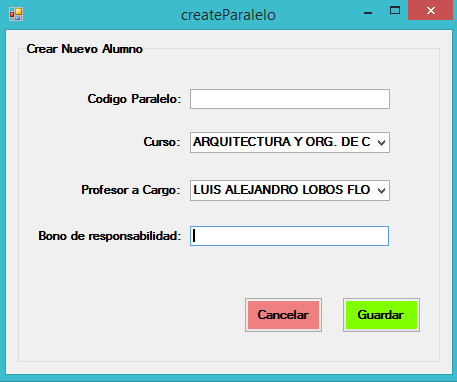 createParalelo
Crear Nuevo Alumno
Codigo Paralelo:
Curso: ARQUITECTURA Y ORG. DE C
Profesor a Cargo: LUIS ALEJANDRO LOBOS FLO
Bono de responsabilidad:
Cancelar Guardar